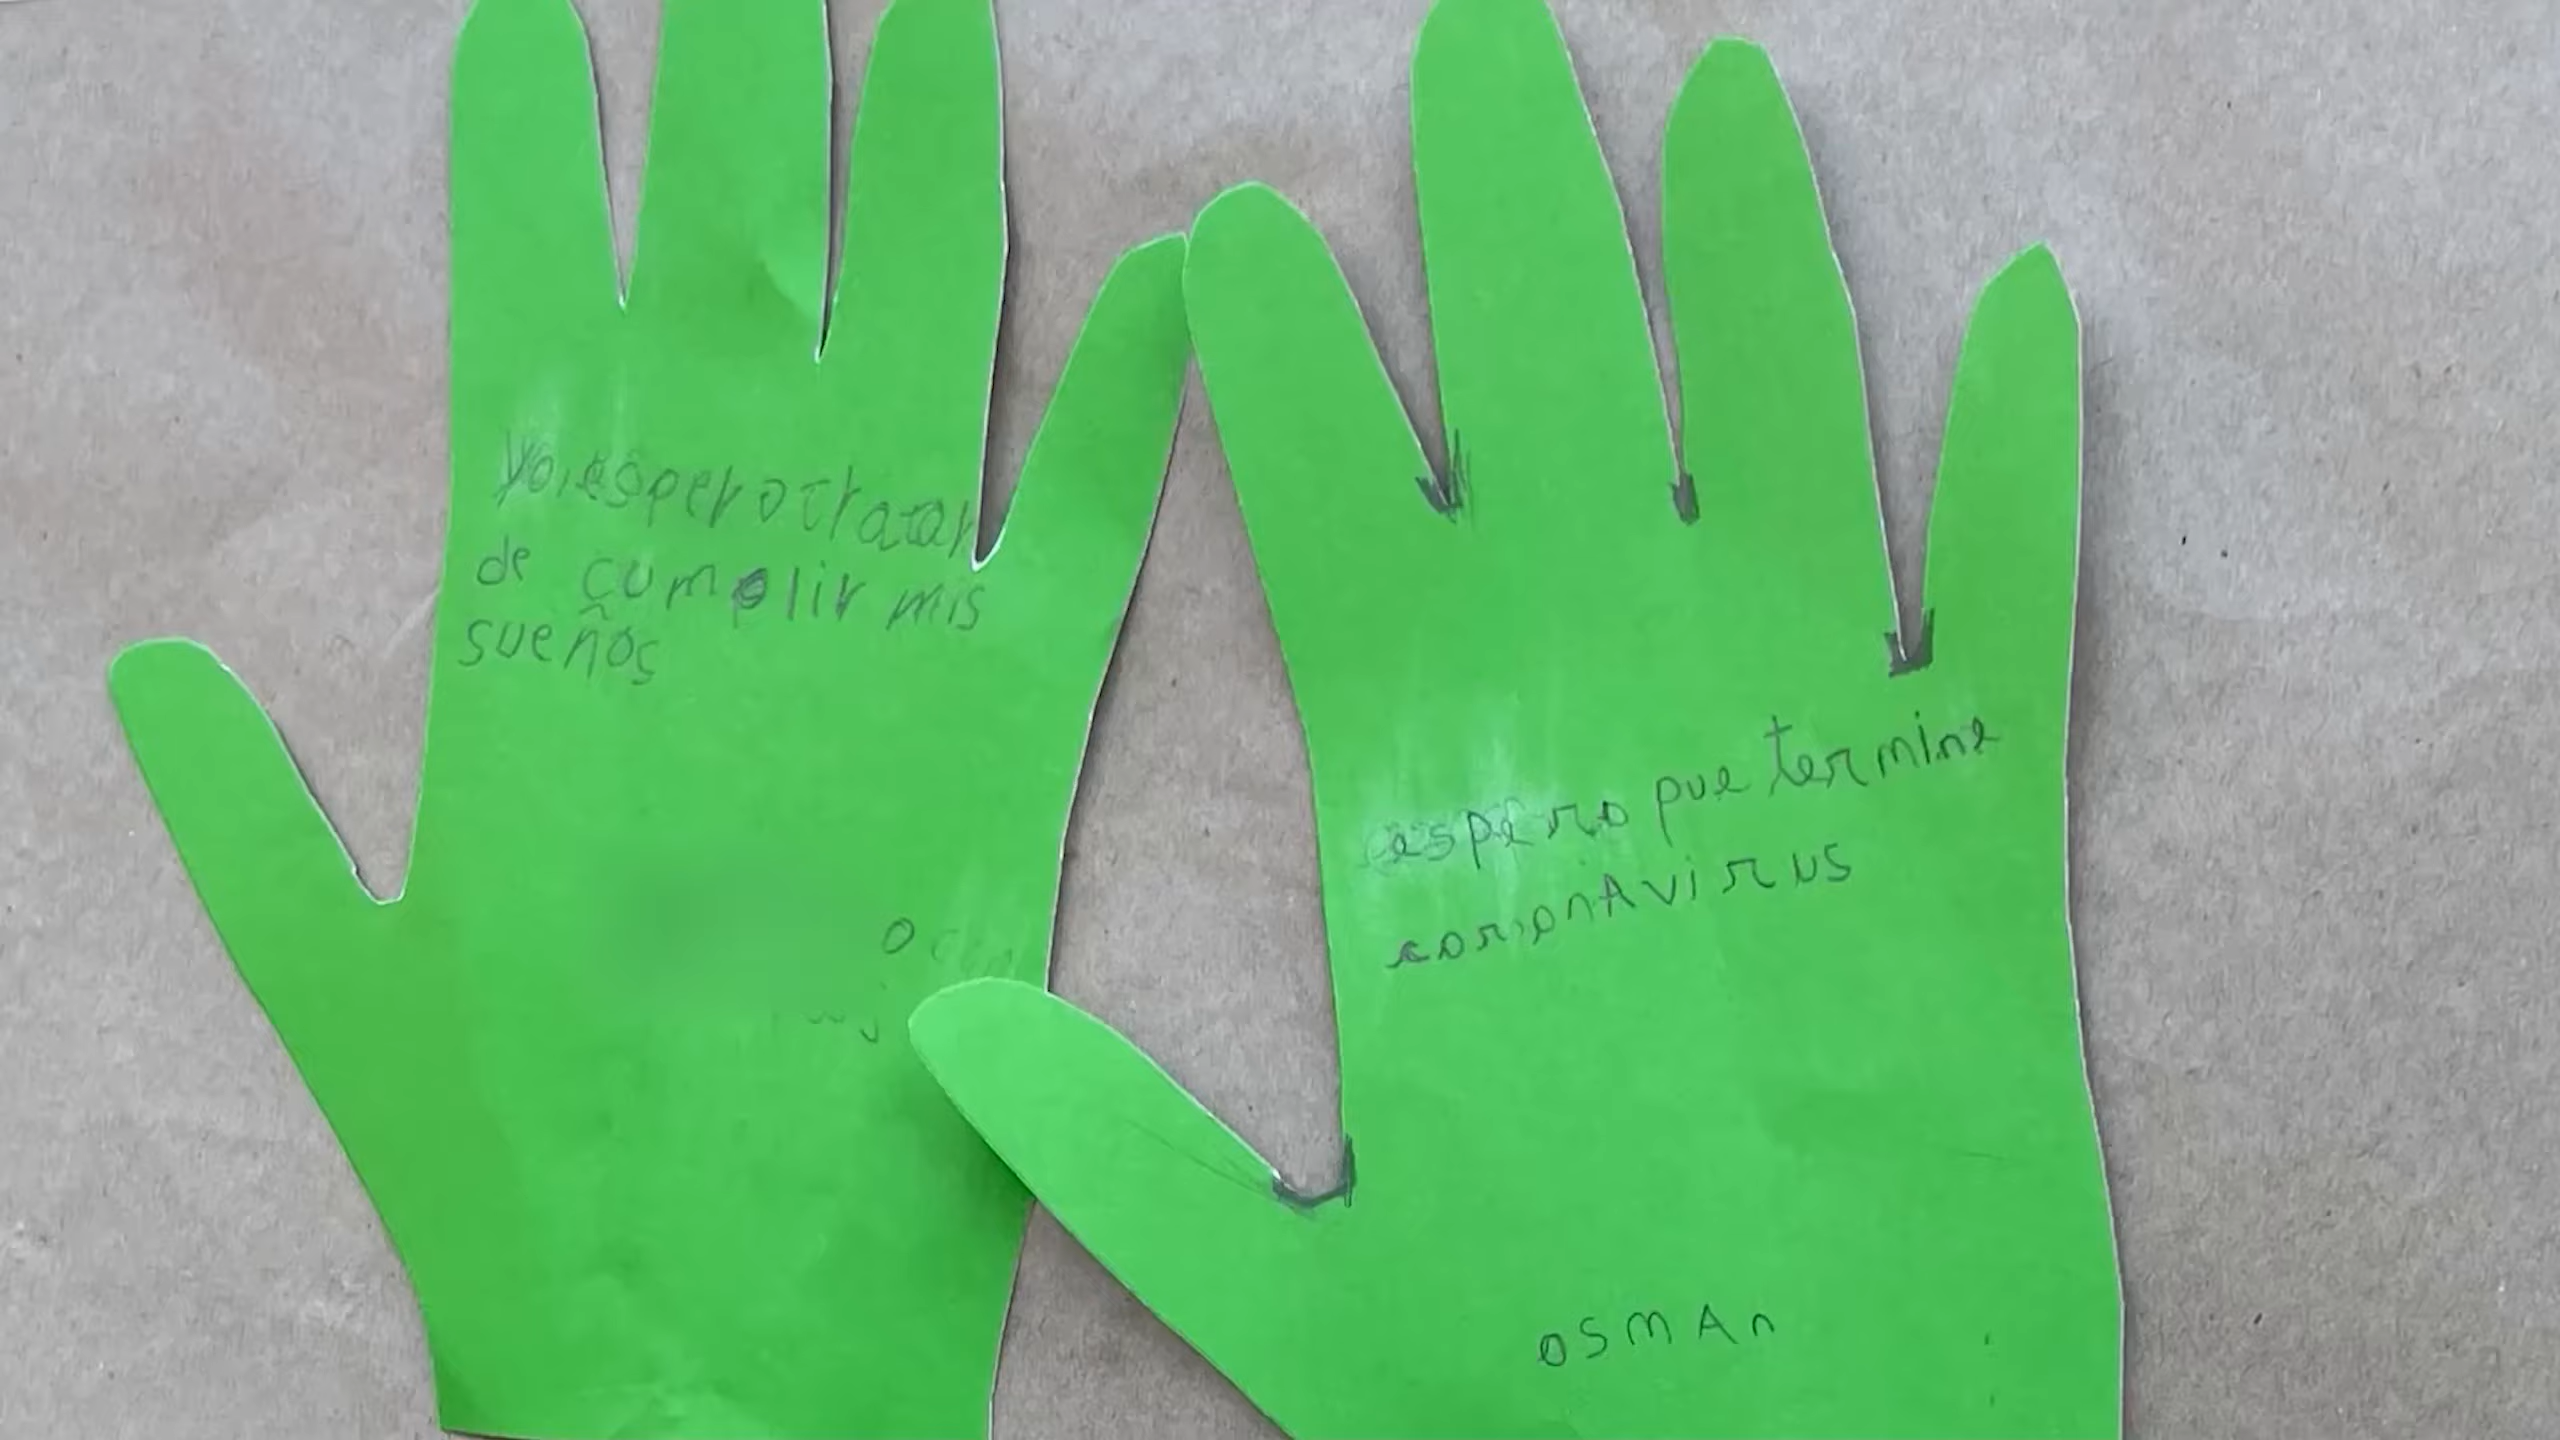 Yo, espero tratar
de cumplir mis
sueños
espero pue termine
coronAvirus
osmAn